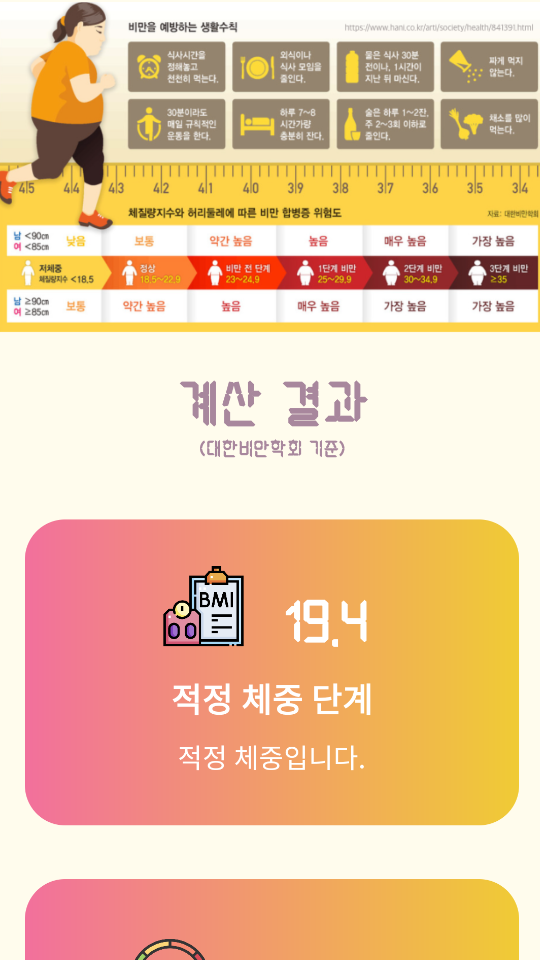 비만을 예방하는 생활수칙
https://www.hani.co.kr/arti/society/health/841391.html
식사시간을
정해놓고
천천히 먹는다.
외식이나
식사 모임을
줄인다.
물은 식사 30분
전이나, 1시간이
지난 뒤 마신다.
짜게 먹지
않는다.
30분이라도
매일 규칙적인
운동을 한다.
하루 7~8
시간가량
충분히 잔다.
술은 하루 1~2잔,
주 2~3회 이하로
줄인다.
채소를 많이
먹는다.
45 44 43 42 41 40 39 38 37 36 35 34
체질량지수와 허리둘레에 따른 비만 합병증 위험도
자료: 대한비만학회
남 <90㎝
여 <85㎝
낮음 보통 약간 높음 높음 매우 높음 가장 높음
저체중
체질량지수 <18.5
정상
18.5~22.9
비만 전 단계
23~24.9
1단계 비만
25~29.9
2단계 비만
30~34.9
3단계 비만
≥35
남 ≥90㎝
여 ≥85㎝
보통 약간 높음 높음 매우 높음 가장 높음 가장 높음
계산 결과
(대한비만학회 기준)
BMI
19.4
적정 체중 단계
적정 체중입니다.